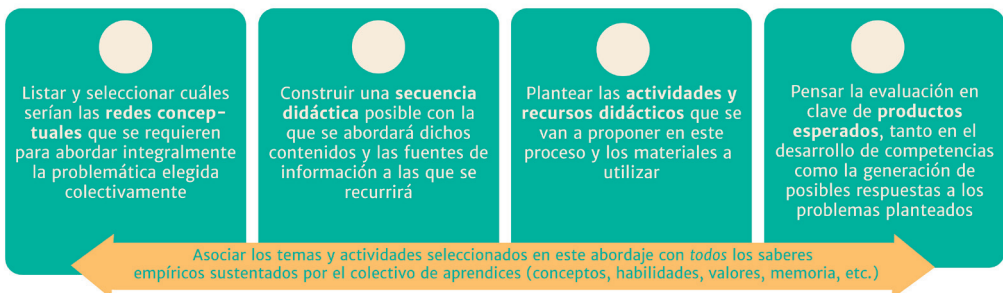 Listar y seleccionar cuáles
serían las redes concep-
tuales que se requieren
para abordar integralmente
la problemática elegida
colectivamente
Construir una secuencia
didáctica posible con la
que se abordará dichos
contenidos y las fuentes de
información a las que se
recurrirá
Plantear las actividades y
recursos didácticos que se
van a proponer en este
proceso y los materiales a
utilizar
Pensar la evaluación en
clave de productos
esperados, tanto en el
desarrollo de competencias
como la generación de
posibles respuestas a los
problemas planteados
Asociar los temas y actividades seleccionados en este abordaje con todos los saberes
empíricos sustentados por el colectivo de aprendices (conceptos, habilidades, valores, memoria, etc.)